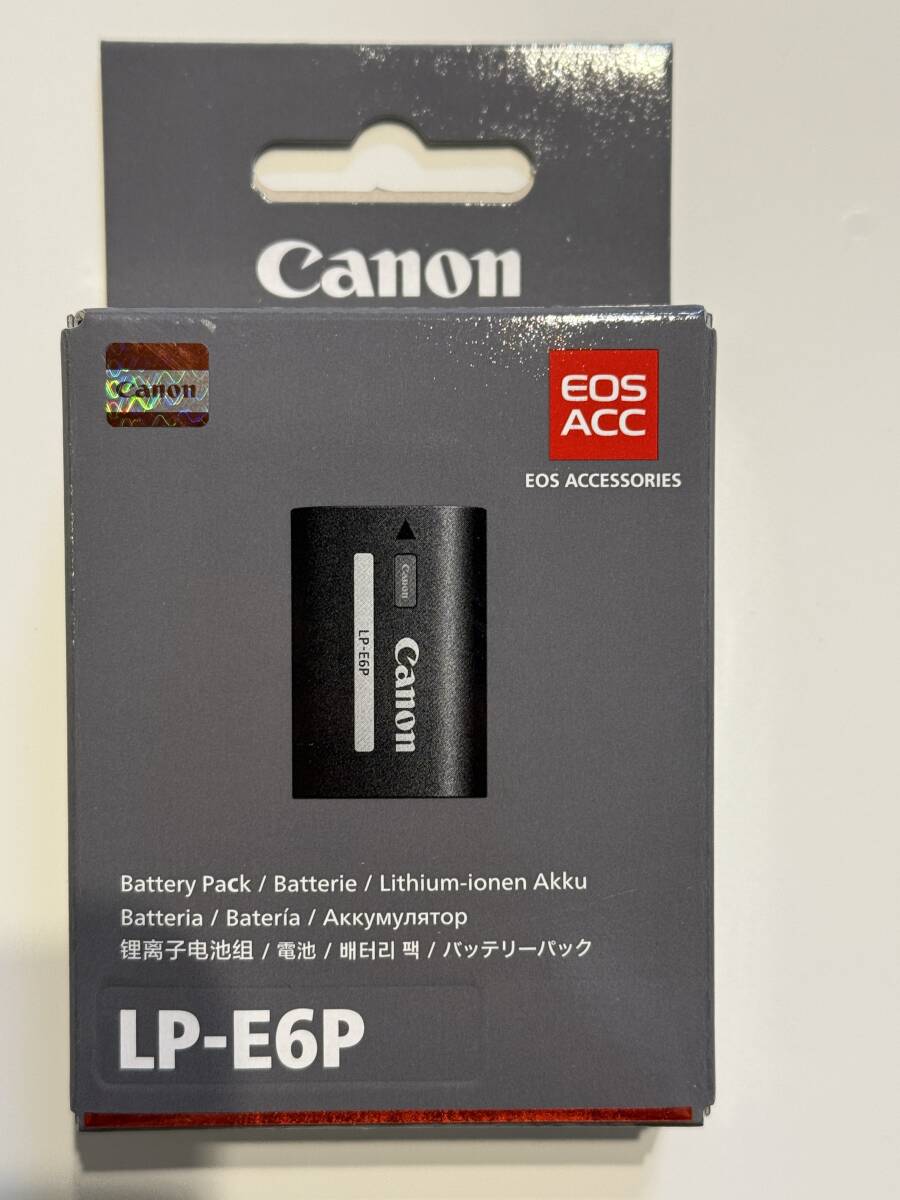 Canon
Canon
EOS
ACC
EOS ACCESSORIES
Canon
LP-E6P
Canon
Battery Pack / Batterie / Lithium-ionen Akku
Batteria / Batería / Аккумулятор
锂离子电池组 / 電池 / 배터리 팩 / バッテリーパック
LP-E6P